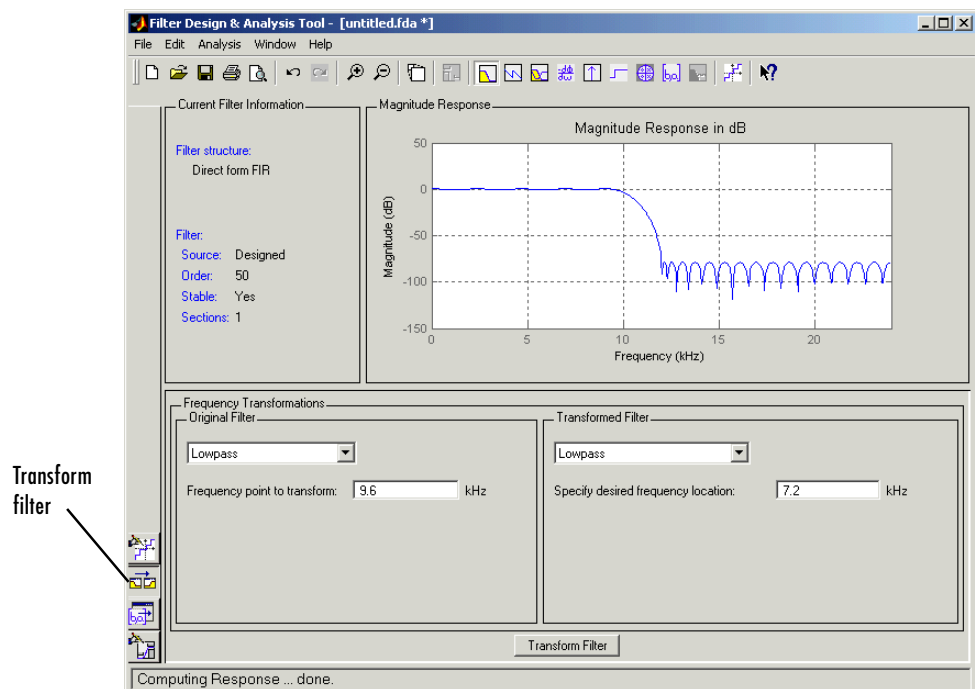 Filter Design & Analysis Tool - [untitled.fda *]
File Edit Analysis Window Help
Current Filter Information
Filter structure:
Direct form FIR
Filter:
Source: Designed
Order: 50
Stable: Yes
Sections: 1
Magnitude Response
Magnitude Response in dB
50
0
-50
-100
-150
Magnitude (dB)
0 5 10 15 20
Frequency (kHz)
Frequency Transformations
Original Filter
Lowpass
Frequency point to transform: 9.6 kHz
Transformed Filter
Lowpass
Specify desired frequency location: 7.2 kHz
Transform Filter
Transform
filter
Computing Response ... done.